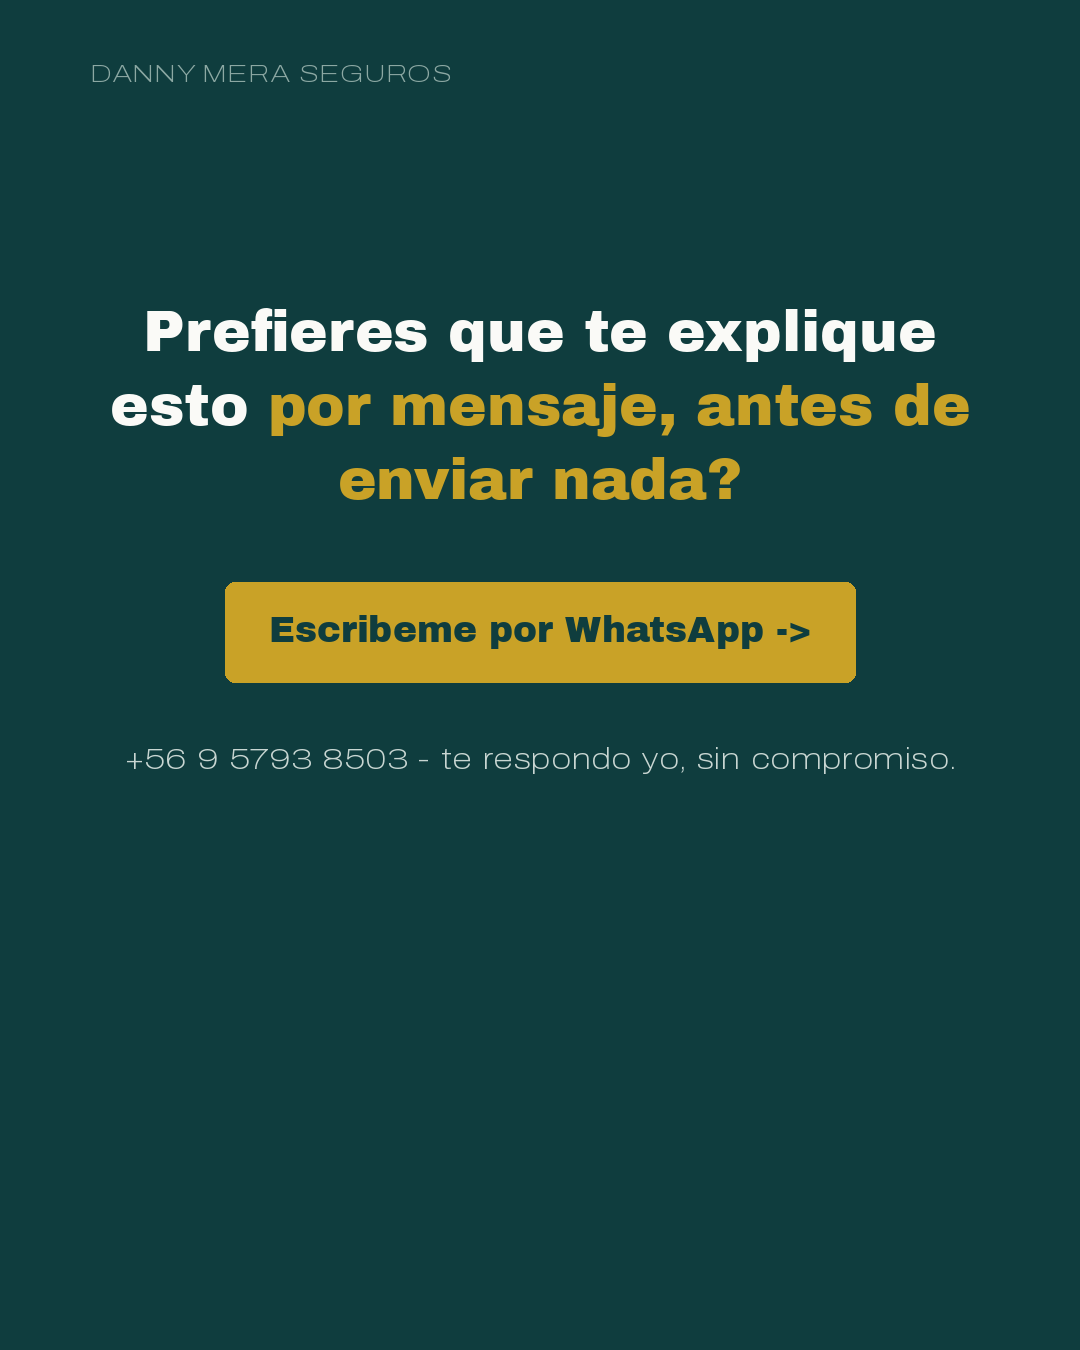 DANNY MERA SEGUROS
Prefieres que te explique
esto por mensaje, antes de
enviar nada?
Escribeme por WhatsApp ->
+56 9 5793 8503 - te respondo yo, sin compromiso.